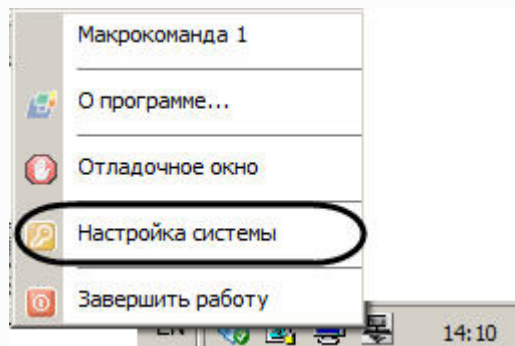 Макрокоманда 1
О программе...
Отладочное окно
Настройка системы
Завершить работу
EN
14:10